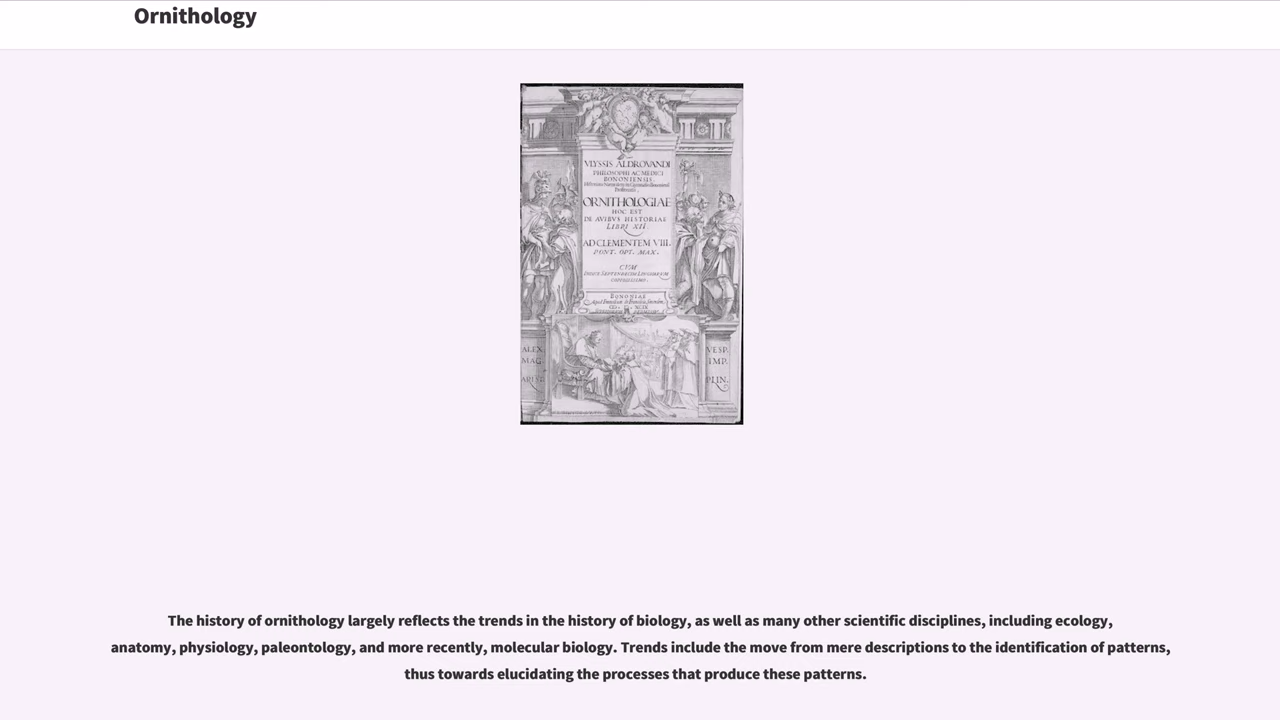 Ornithology
VLYSSIS ALDROVANDI
PHILOSOPHI AC MEDICI
BONONIENSIS
ORNITHOLOGIAE
HOC EST
DE AVIBVS HISTORIAE
LIBRI XII.
AD CLEMENTEM VIII.
PONT. OPT. MAX.
CVM
BONONIAE
ALEX.
MAG.
VESP.
IMP.
PLIN.
The history of ornithology largely reflects the trends in the history of biology, as well as many other scientific disciplines, including ecology,
anatomy, physiology, paleontology, and more recently, molecular biology. Trends include the move from mere descriptions to the identification of patterns,
thus towards elucidating the processes that produce these patterns.